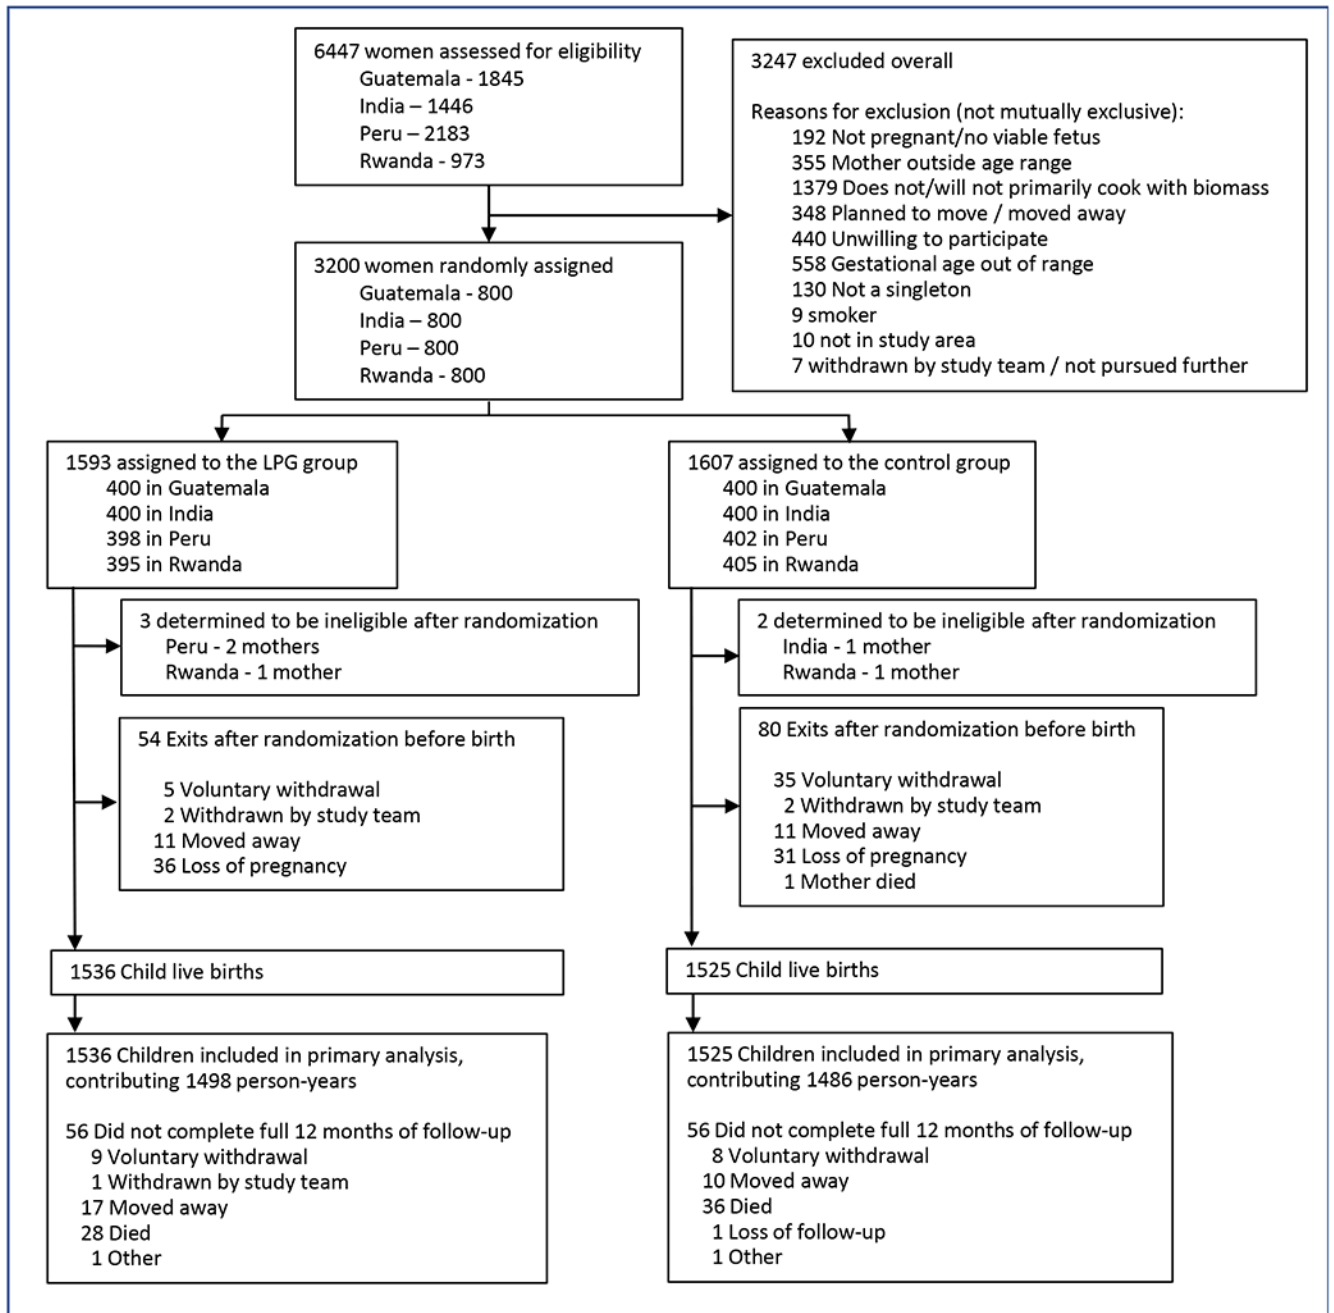 6447 women assessed for eligibility
Guatemala - 1845
India – 1446
Peru – 2183
Rwanda - 973
3247 excluded overall
Reasons for exclusion (not mutually exclusive):
192 Not pregnant/no viable fetus
355 Mother outside age range
1379 Does not/will not primarily cook with biomass
348 Planned to move / moved away
440 Unwilling to participate
558 Gestational age out of range
130 Not a singleton
9 smoker
10 not in study area
7 withdrawn by study team / not pursued further
3200 women randomly assigned
Guatemala - 800
India – 800
Peru – 800
Rwanda - 800
1593 assigned to the LPG group
400 in Guatemala
400 in India
398 in Peru
395 in Rwanda
1607 assigned to the control group
400 in Guatemala
400 in India
402 in Peru
405 in Rwanda
3 determined to be ineligible after randomization
Peru - 2 mothers
Rwanda - 1 mother
2 determined to be ineligible after randomization
India - 1 mother
Rwanda - 1 mother
54 Exits after randomization before birth
5 Voluntary withdrawal
2 Withdrawn by study team
11 Moved away
36 Loss of pregnancy
80 Exits after randomization before birth
35 Voluntary withdrawal
2 Withdrawn by study team
11 Moved away
31 Loss of pregnancy
1 Mother died
1536 Child live births
1525 Child live births
1536 Children included in primary analysis,
contributing 1498 person-years
56 Did not complete full 12 months of follow-up
9 Voluntary withdrawal
1 Withdrawn by study team
17 Moved away
28 Died
1 Other
1525 Children included in primary analysis,
contributing 1486 person-years
56 Did not complete full 12 months of follow-up
8 Voluntary withdrawal
10 Moved away
36 Died
1 Loss of follow-up
1 Other